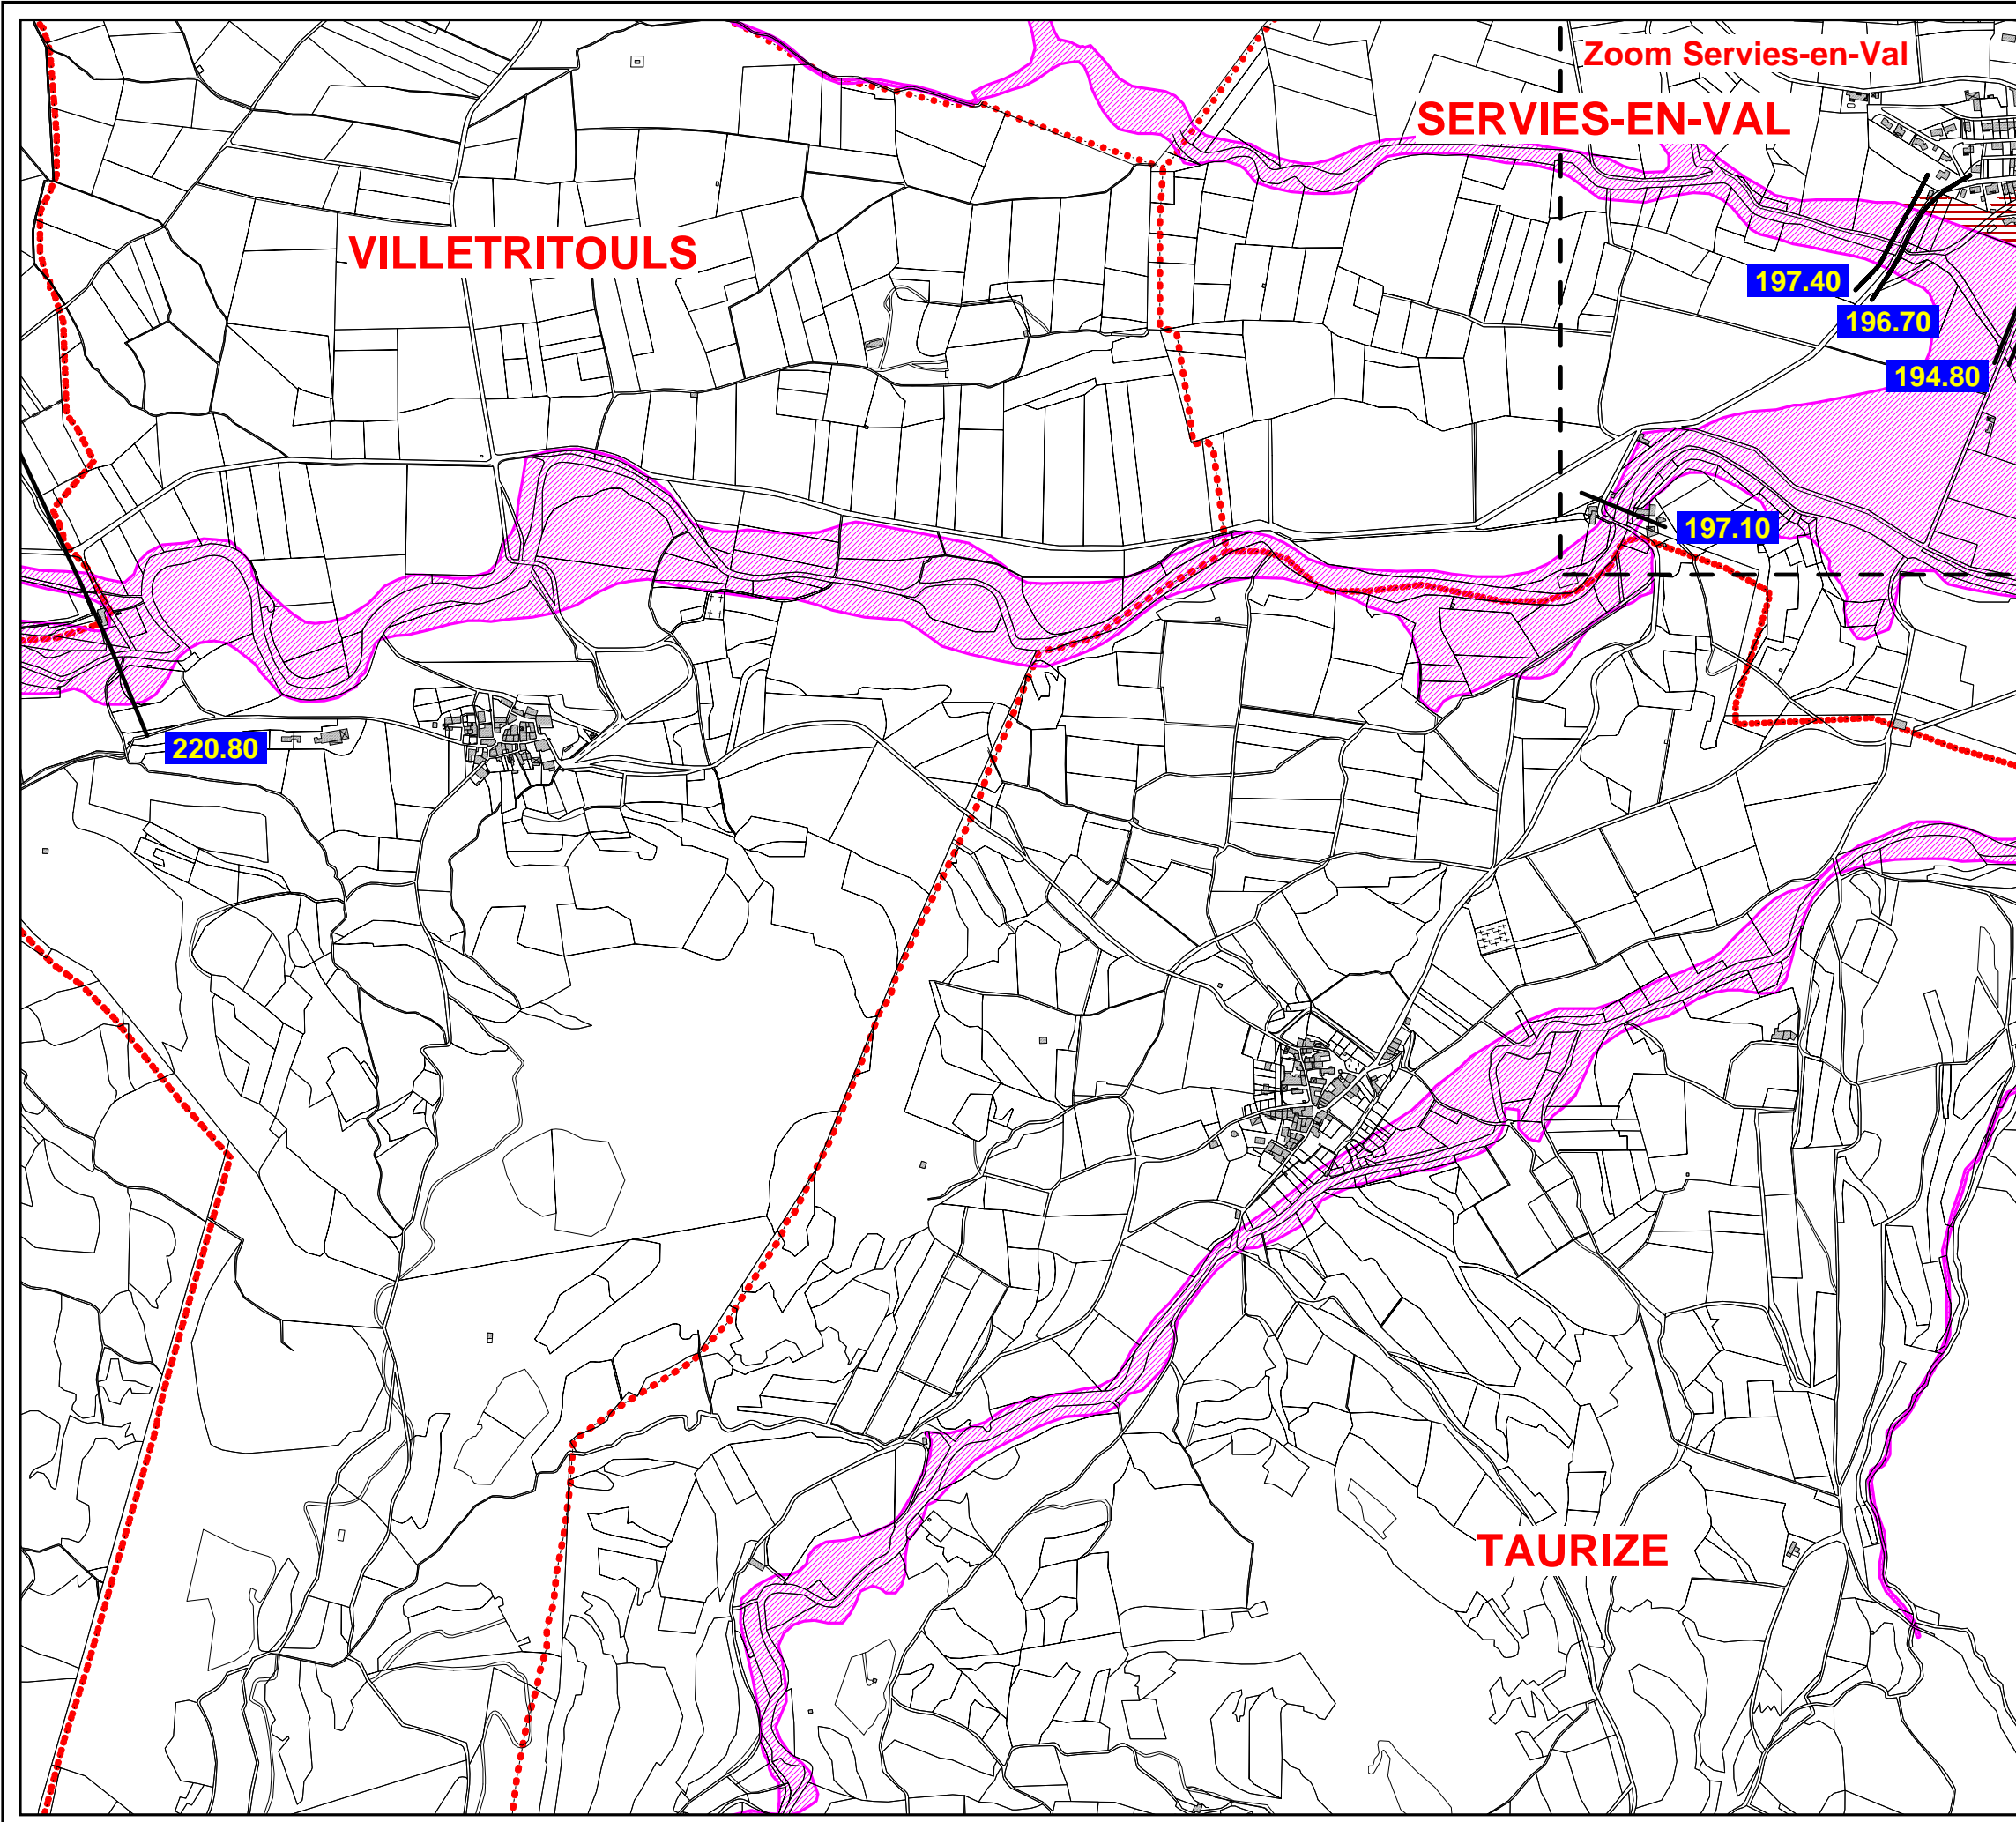 Zoom Servies-en-Val
SERVIES-EN-VAL
VILLETRITOULS
197.40
196.70
194.80
197.10
220.80
TAURIZE